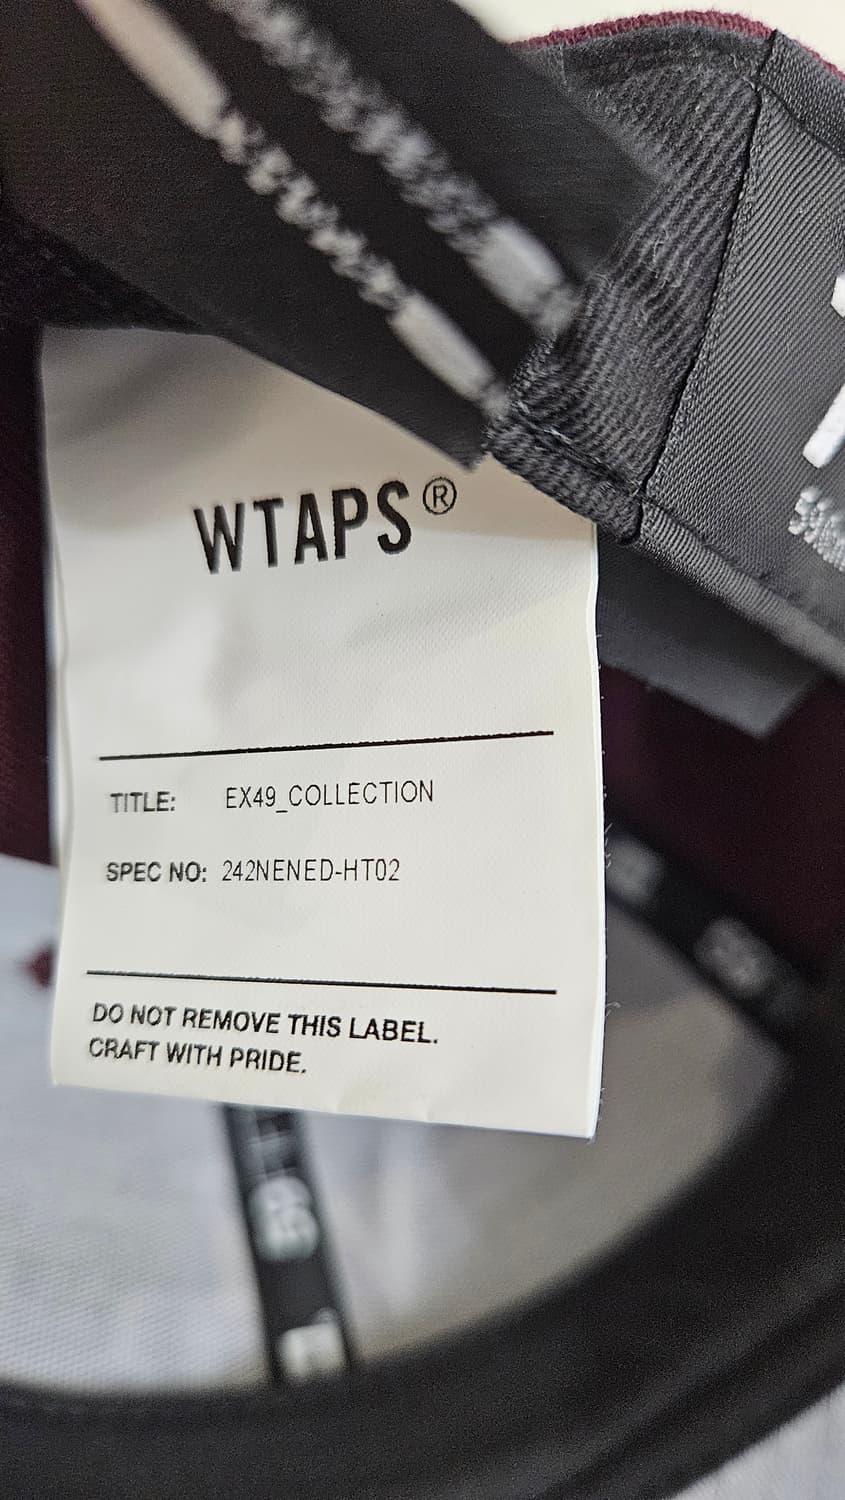 WTAPS®
TITLE: EX49_COLLECTION
SPEC NO: 242NENED-HT02
DO NOT REMOVE THIS LABEL.
CRAFT WITH PRIDE.